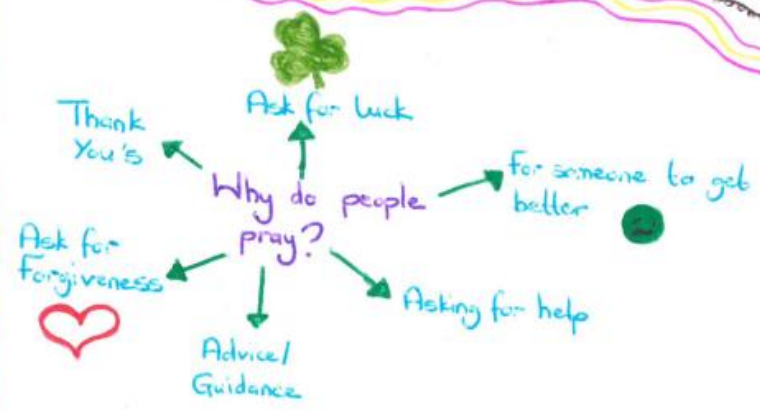 Ask for luck
Thank
You's
Why do people
pray?
for someone to get
better
Ask for
Forgiveness
Asking for help
Advice/
Guidance